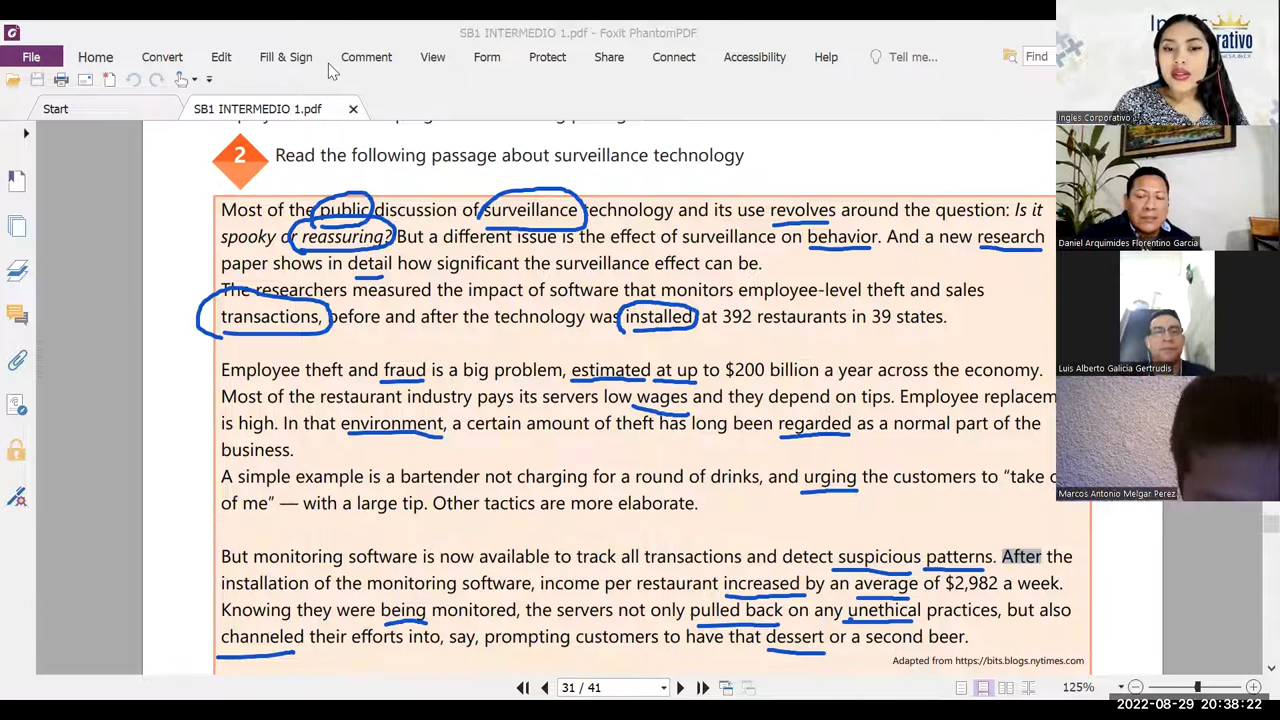 SB1 INTERMEDIO 1.pdf - Foxit PhantomPDF
File Home Convert Edit Fill & Sign Comment View Form Protect Share Connect Accessibility Help Tell me... Find
Start SB1 INTERMEDIO 1.pdf
2 Read the following passage about surveillance technology
Most of the public discussion of surveillance technology and its use revolves around the question: Is it
spooky or reassuring? But a different issue is the effect of surveillance on behavior. And a new research
paper shows in detail how significant the surveillance effect can be.
The researchers measured the impact of software that monitors employee-level theft and sales
transactions, before and after the technology was installed, at 392 restaurants in 39 states.
Employee theft and fraud is a big problem, estimated at up to $200 billion a year across the economy.
Most of the restaurant industry pays its servers low wages and they depend on tips. Employee replacem
is high. In that environment, a certain amount of theft has long been regarded as a normal part of the
business.
A simple example is a bartender not charging for a round of drinks, and urging the customers to “take c
of me” — with a large tip. Other tactics are more elaborate.
But monitoring software is now available to track all transactions and detect suspicious patterns. After the
installation of the monitoring software, income per restaurant increased by an average of $2,982 a week.
Knowing they were being monitored, the servers not only pulled back on any unethical practices, but also
channeled their efforts into, say, prompting customers to have that dessert or a second beer.
Adapted from https://bits.blogs.nytimes.com
31 / 41
125%
Ingles Corporativo
Daniel Arquimides Florentino Garcia
Luis Alberto Galicia Gertrudis
Marcos Antonio Melgar Perez
2022-08-29 20:38:22